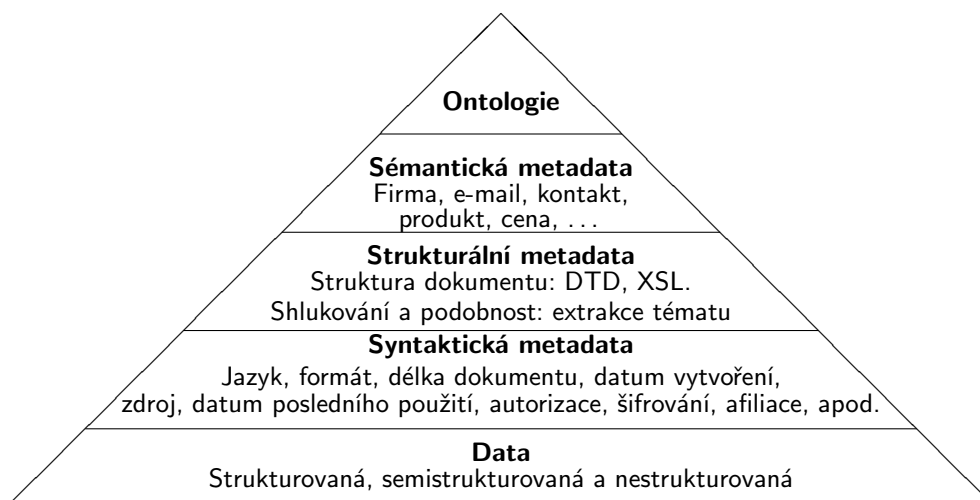 Ontologie
Sémantická metadata
Firma, e-mail, kontakt,
produkt, cena, ...
Strukturální metadata
Struktura dokumentu: DTD, XSL.
Shlukování a podobnost: extrakce tématu
Syntaktická metadata
Jazyk, formát, délka dokumentu, datum vytvoření,
zdroj, datum posledního použití, autorizace, šifrování, afiliace, apod.
Data
Strukturovaná, semistrukturovaná a nestrukturovaná